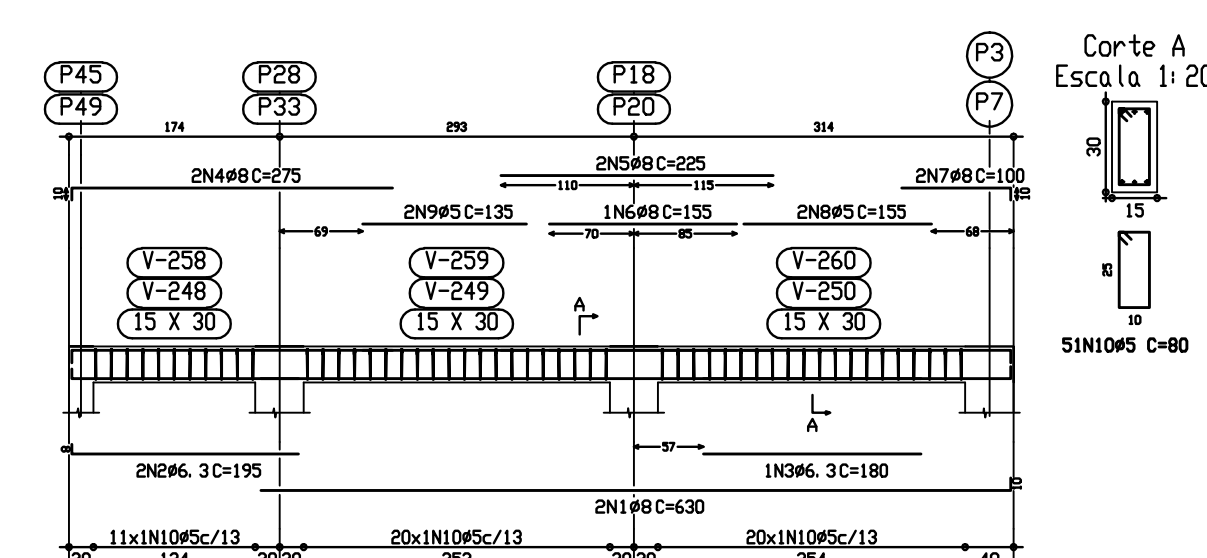 P3
Corte A
P45 P28 P18
Escala 1:20
P49 P33 P20 P7
174 293 314
30
2N5ø8 C=225
2N4ø8 C=275
2N7ø8 C=100
10 110 115 10
15
2N9ø5 C=135 1N6ø8 C=155 2N8ø5 C=155
69 70 85 68
V-258 V-259 V-260
25
V-248 V-249 V-250
A
15 X 30 15 X 30 15 X 30
10
51N10ø5 C=80
A
8 57
2N2ø6.3 C=195 1N3ø6.3 C=180
10
2N1ø8 C=630
11x1N10ø5c/13 20x1N10ø5c/13 20x1N10ø5c/13